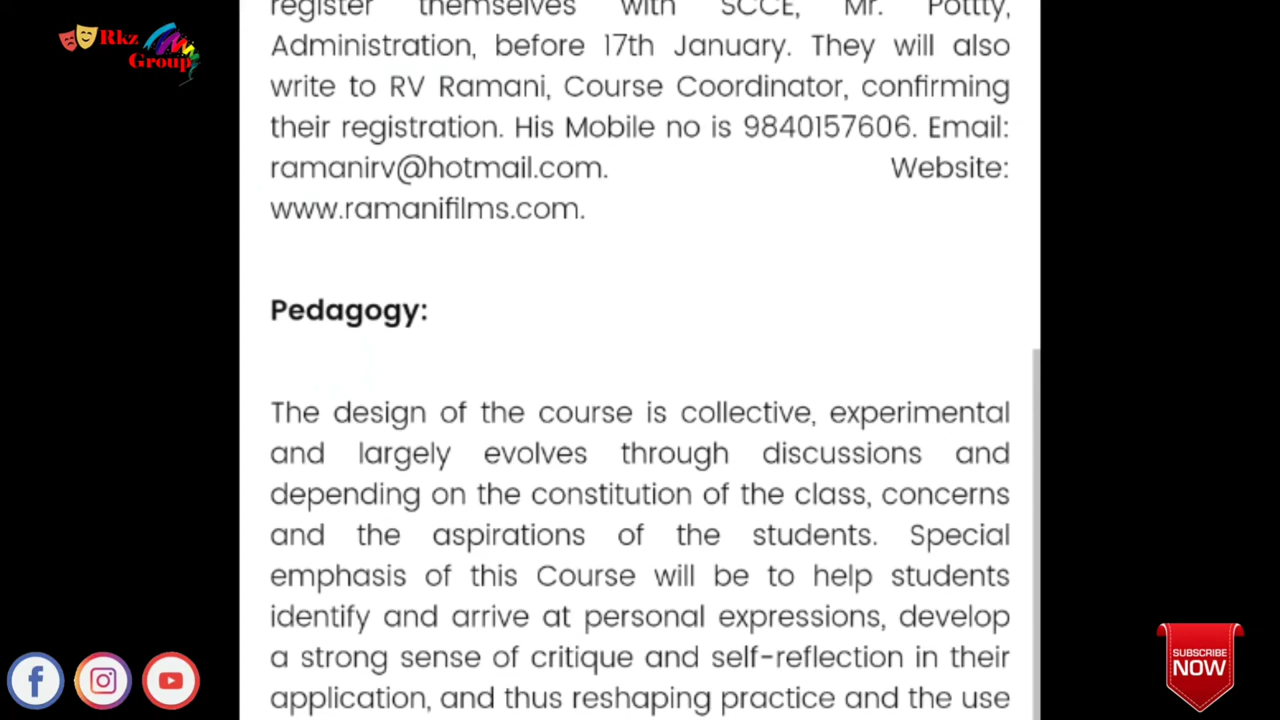 Rkz
Group
register themselves with SCCE, Mr. Pottty,
Administration, before 17th January. They will also
write to RV Ramani, Course Coordinator, confirming
their registration. His Mobile no is 9840157606. Email:
ramanirv@hotmail.com. Website:
www.ramanifilms.com.
Pedagogy:
The design of the course is collective, experimental
and largely evolves through discussions and
depending on the constitution of the class, concerns
and the aspirations of the students. Special
emphasis of this Course will be to help students
identify and arrive at personal expressions, develop
a strong sense of critique and self-reflection in their
application, and thus reshaping practice and the use
SUBSCRIBE
NOW